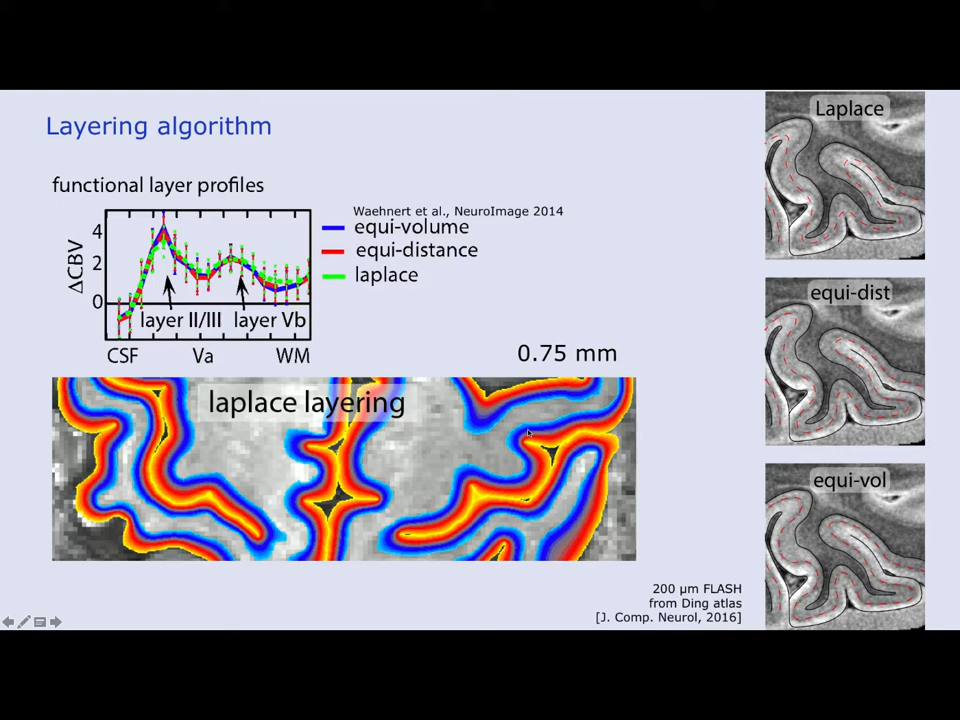 Layering algorithm
functional layer profiles
Waehnert et al., NeuroImage 2014
equi-volume
equi-distance
laplace
ΔCBV
4
2
0
layer II/III
layer Vb
CSF
Va
WM
0.75 mm
laplace layering
200 µm FLASH
from Ding atlas
[J. Comp. Neurol, 2016]
Laplace
equi-dist
equi-vol